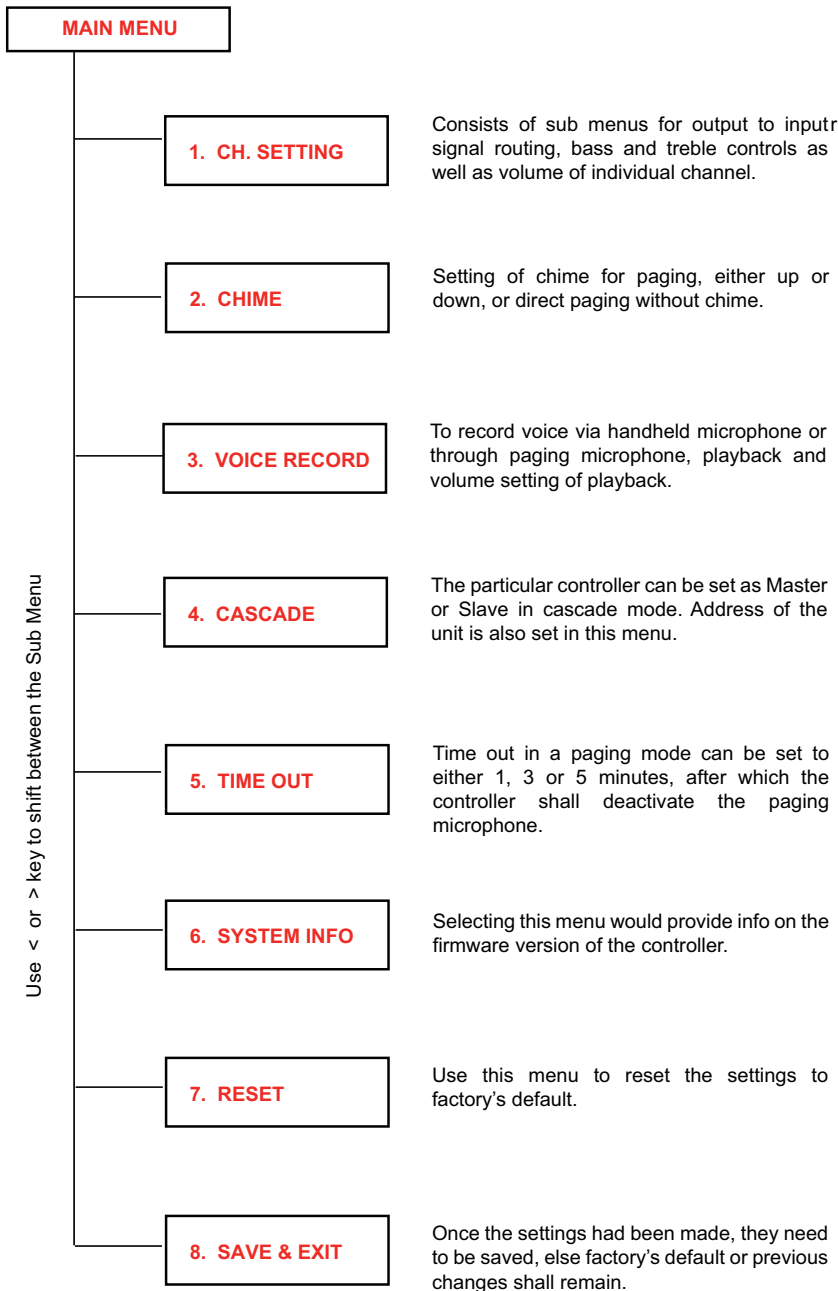 MAIN MENU
1. CH. SETTING
Consists of sub menus for output to inputr
signal routing, bass and treble controls as
well as volume of individual channel.
2. CHIME
Setting of chime for paging, either up or
down, or direct paging without chime.
3. VOICE RECORD
To record voice via handheld microphone or
through paging microphone, playback and
volume setting of playback.
4. CASCADE
The particular controller can be set as Master
or Slave in cascade mode. Address of the
unit is also set in this menu.
Use < or > key to shift between the Sub Menu
5. TIME OUT
Time out in a paging mode can be set to
either 1, 3 or 5 minutes, after which the
controller shall deactivate the paging
microphone.
6. SYSTEM INFO
Selecting this menu would provide info on the
firmware version of the controller.
7. RESET
Use this menu to reset the settings to
factory's default.
8. SAVE & EXIT
Once the settings had been made, they need
to be saved, else factory's default or previous
changes shall remain.